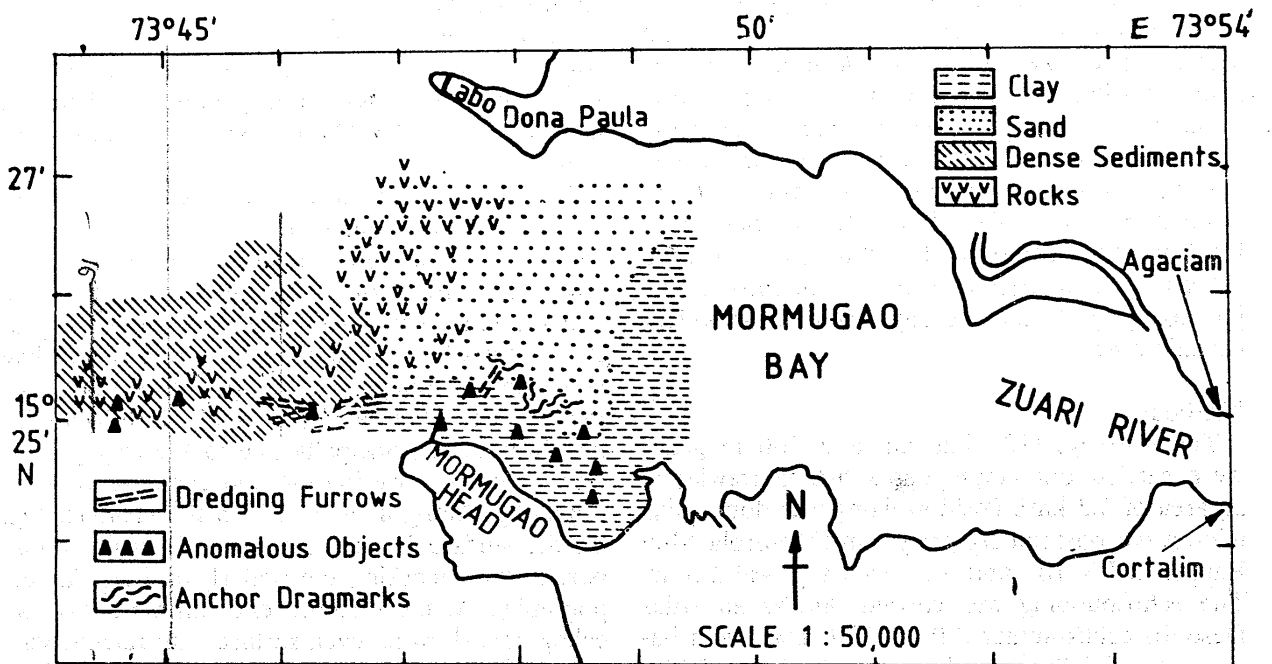 73°45' 50' E 73°54'
Clay
Sand
Dense Sediments
Rocks
Cabo
Dona Paula
27'
Agaciam
MORMUGAO
BAY
ZUARI RIVER
15°
25'
N
MORMUGAO
HEAD
Dredging Furrows
Anomalous Objects
Anchor Dragmarks
N
Cortalim
SCALE 1:50,000